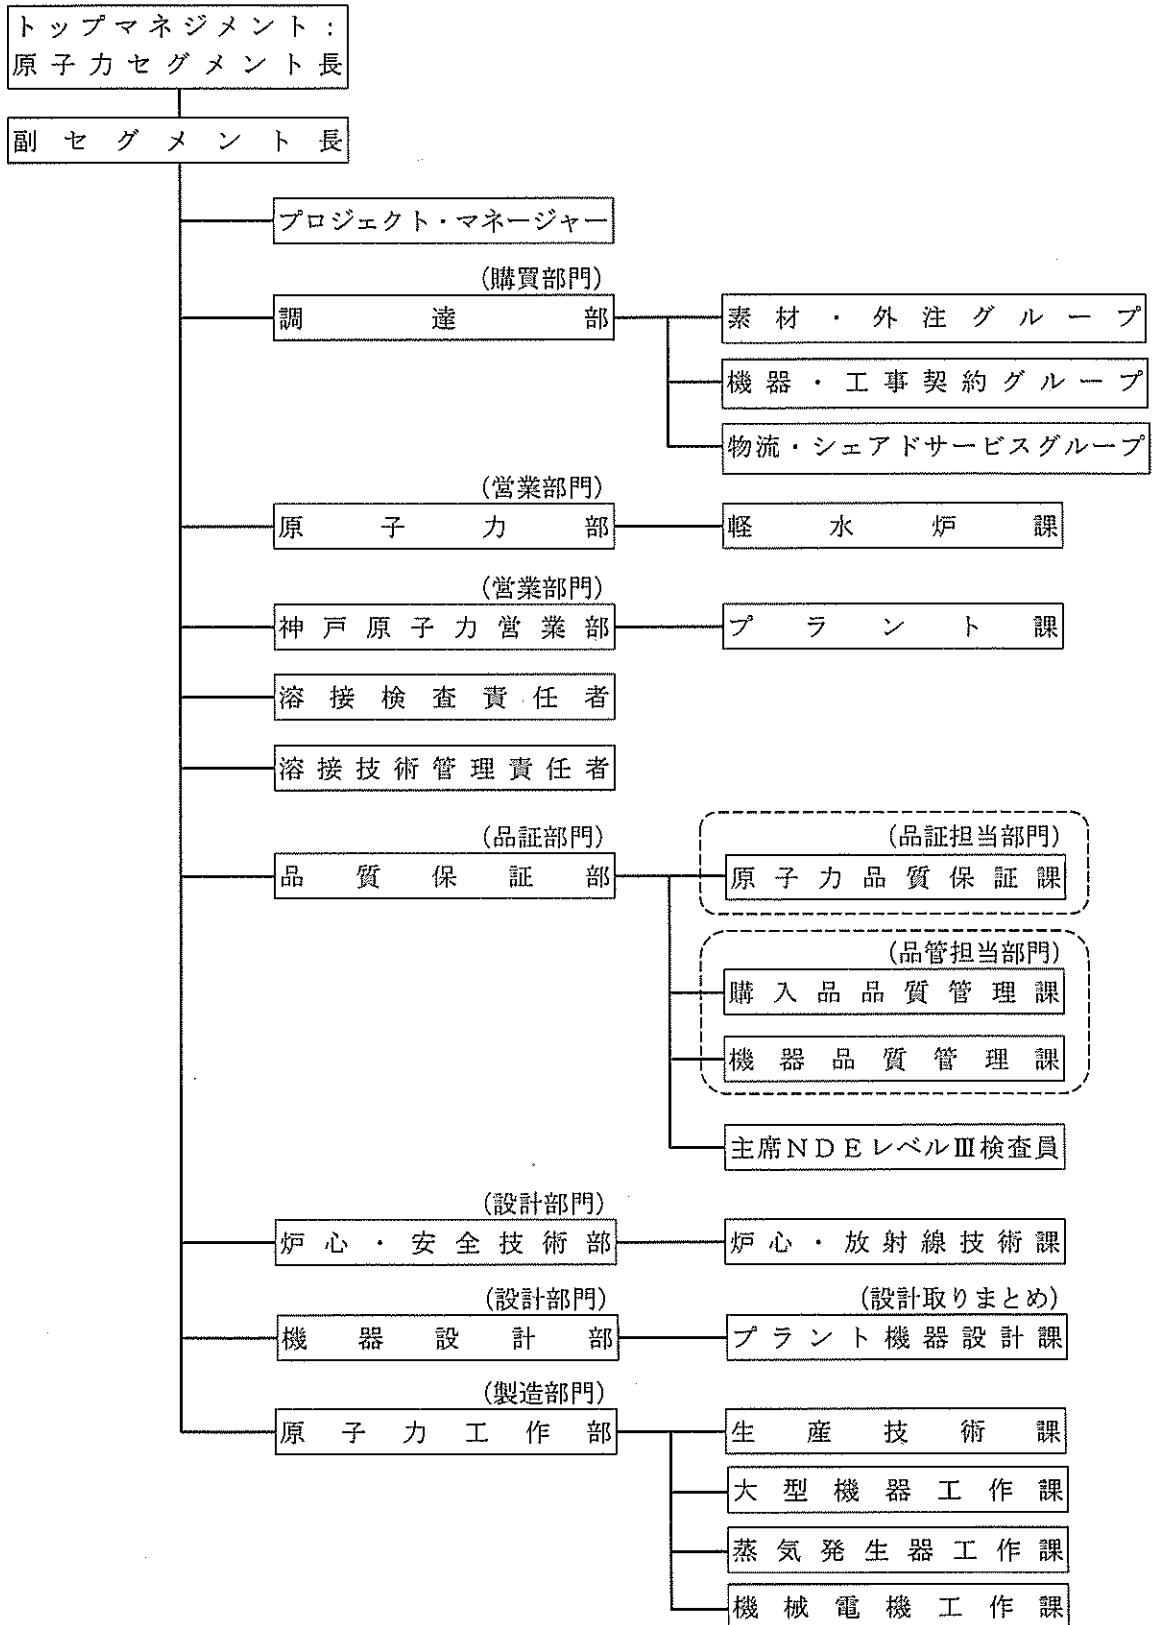 トップマネジメント：
原子力セグメント長
副セグメント長
プロジェクト・マネージャー
(購買部門)
調達部
素材・外注グループ
機器・工事契約グループ
物流・シェアドサービスグループ
(営業部門)
原子力部
軽水炉課
(営業部門)
神戸原子力営業部
プラント課
溶接検査責任者
溶接技術管理責任者
(品証部門)
品質保証部
(品証担当部門)
原子力品質保証課
(品管担当部門)
購入品品質管理課
機器品質管理課
主席NDEレベルⅢ検査員
(設計部門)
炉心・安全技術部
炉心・放射線技術課
(設計部門)
機器設計部
(設計取りまとめ)
プラント機器設計課
(製造部門)
原子力工作部
生産技術課
大型機器工作課
蒸気発生器工作課
機械電機工作課